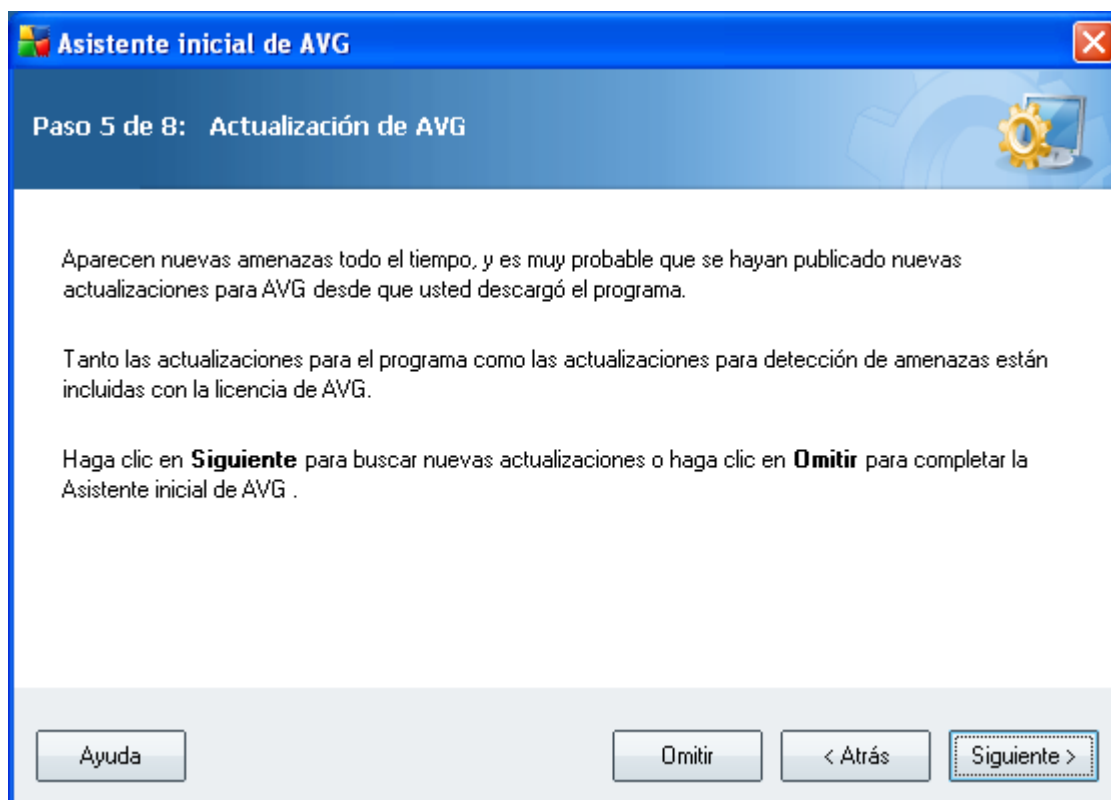 Asistente inicial de AVG
Paso 5 de 8: Actualización de AVG
Aparecen nuevas amenazas todo el tiempo, y es muy probable que se hayan publicado nuevas
actualizaciones para AVG desde que usted descargó el programa.
Tanto las actualizaciones para el programa como las actualizaciones para detección de amenazas están
incluidas con la licencia de AVG.
Haga clic en Siguiente para buscar nuevas actualizaciones o haga clic en Omitir para completar la
Asistente inicial de AVG .
Ayuda
Omitir
< Atrás
Siguiente >